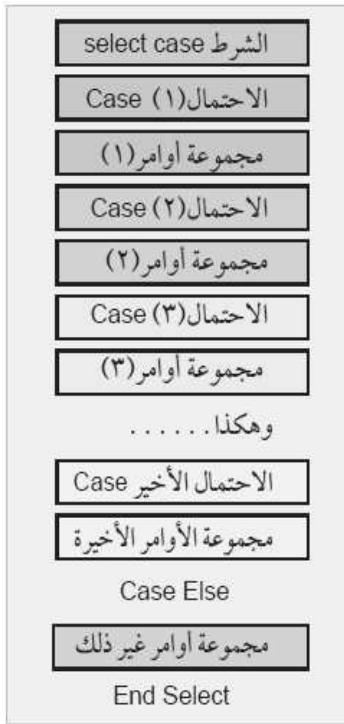 الشرط select case
الاحتمال(١) Case
مجموعة أوامر(١)
الاحتمال(٢) Case
مجموعة أوامر(٢)
الاحتمال(٣) Case
مجموعة أوامر(٣)
وهكذا......
الاحتمال الأخير Case
مجموعة الأوامر الأخيرة
Case Else
مجموعة أوامر غير ذلك
End Select